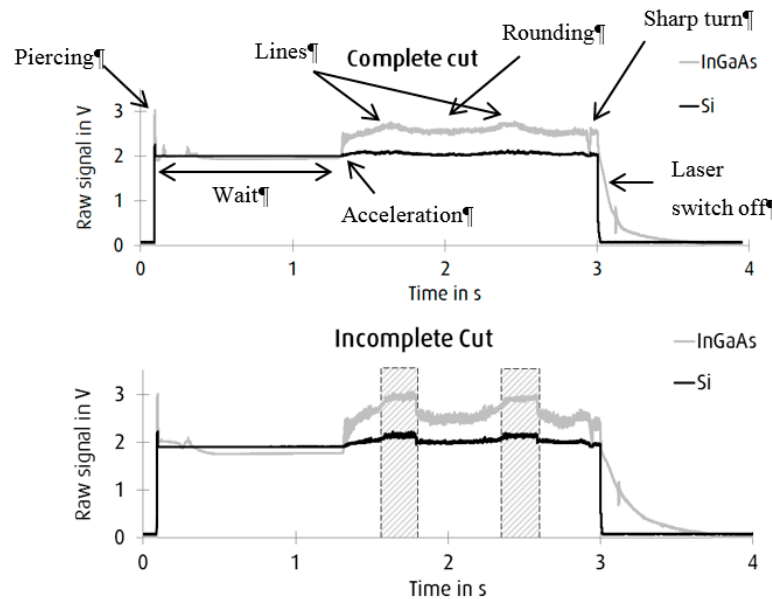 Sharp turn¶
Rounding¶
Lines¶
Complete cut
Piercing¶
InGaAs
Si
Raw signal in V
3
2
1
0
Wait¶
Acceleration¶
Laser
switch off¶
0 1 2 3 4
Time in s
Incomplete Cut
InGaAs
Si
Raw signal in V
3
2
1
0
0 1 2 3 4
Time in s